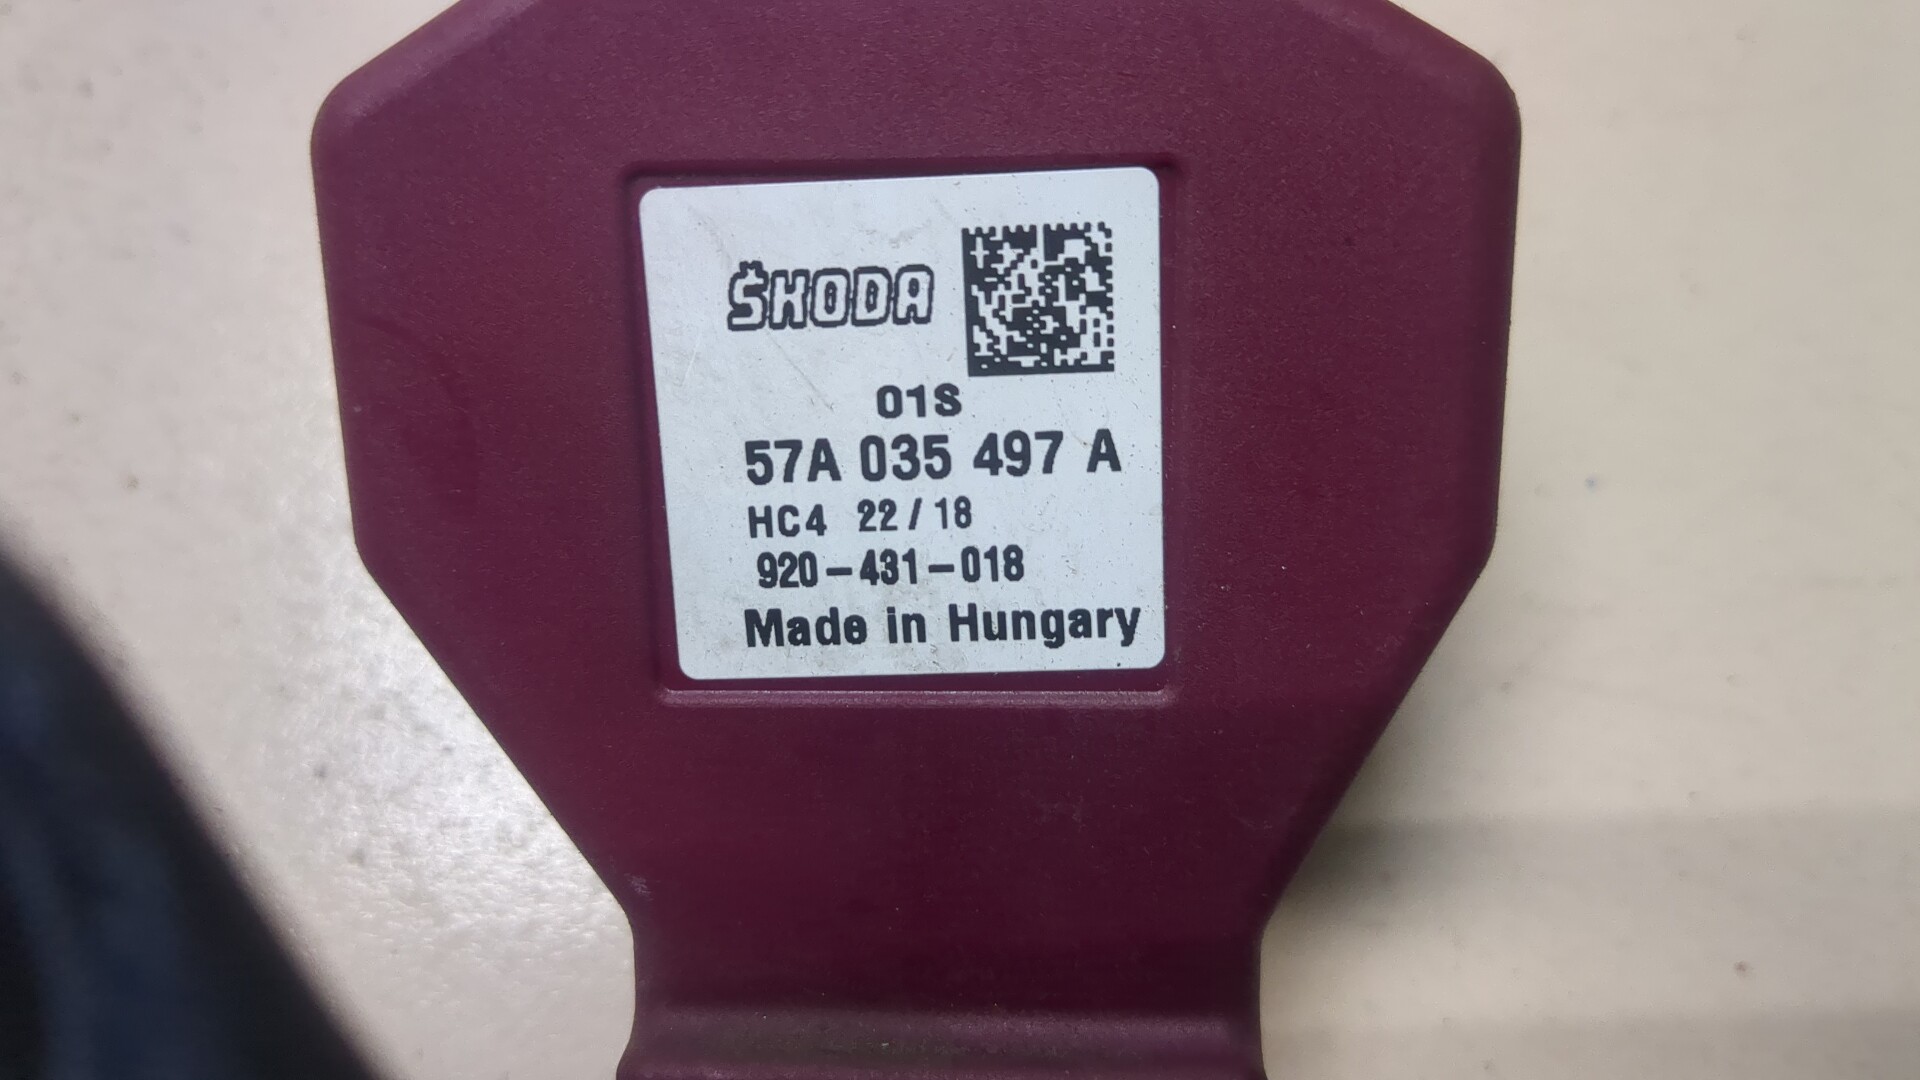 ŠKODA
01S
57A 035 497 A
HC4 22/18
920-431-018
Made in Hungary